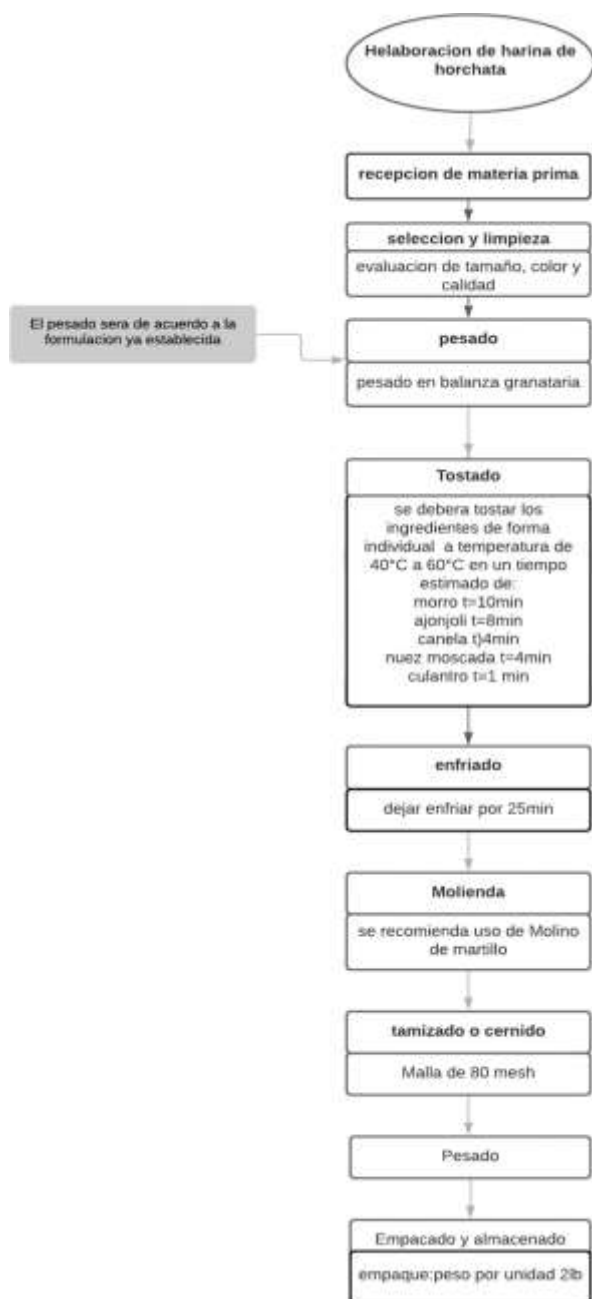 Helaboracion de harina de
horchata
recepcion de materia prima
seleccion y limpieza
evaluacion de tamaño, color y
calidad
El pesado sera de acuerdo a la
formulacion ya establecida
pesado
pesado en balanza granataria
Tostado
se debera tostar los
ingredientes de forma
individual a temperatura de
40°C a 60°C en un tiempo
estimado de:
morro t=10min
ajonjoli t=8min
canela t)4min
nuez moscada t=4min
culantro t=1 min
enfriado
dejar enfriar por 25min
Molienda
se recomienda uso de Molino
de martillo
tamizado o cernido
Malla de 80 mesh
Pesado
Empacado y almacenado
empaque:peso por unidad 2lb